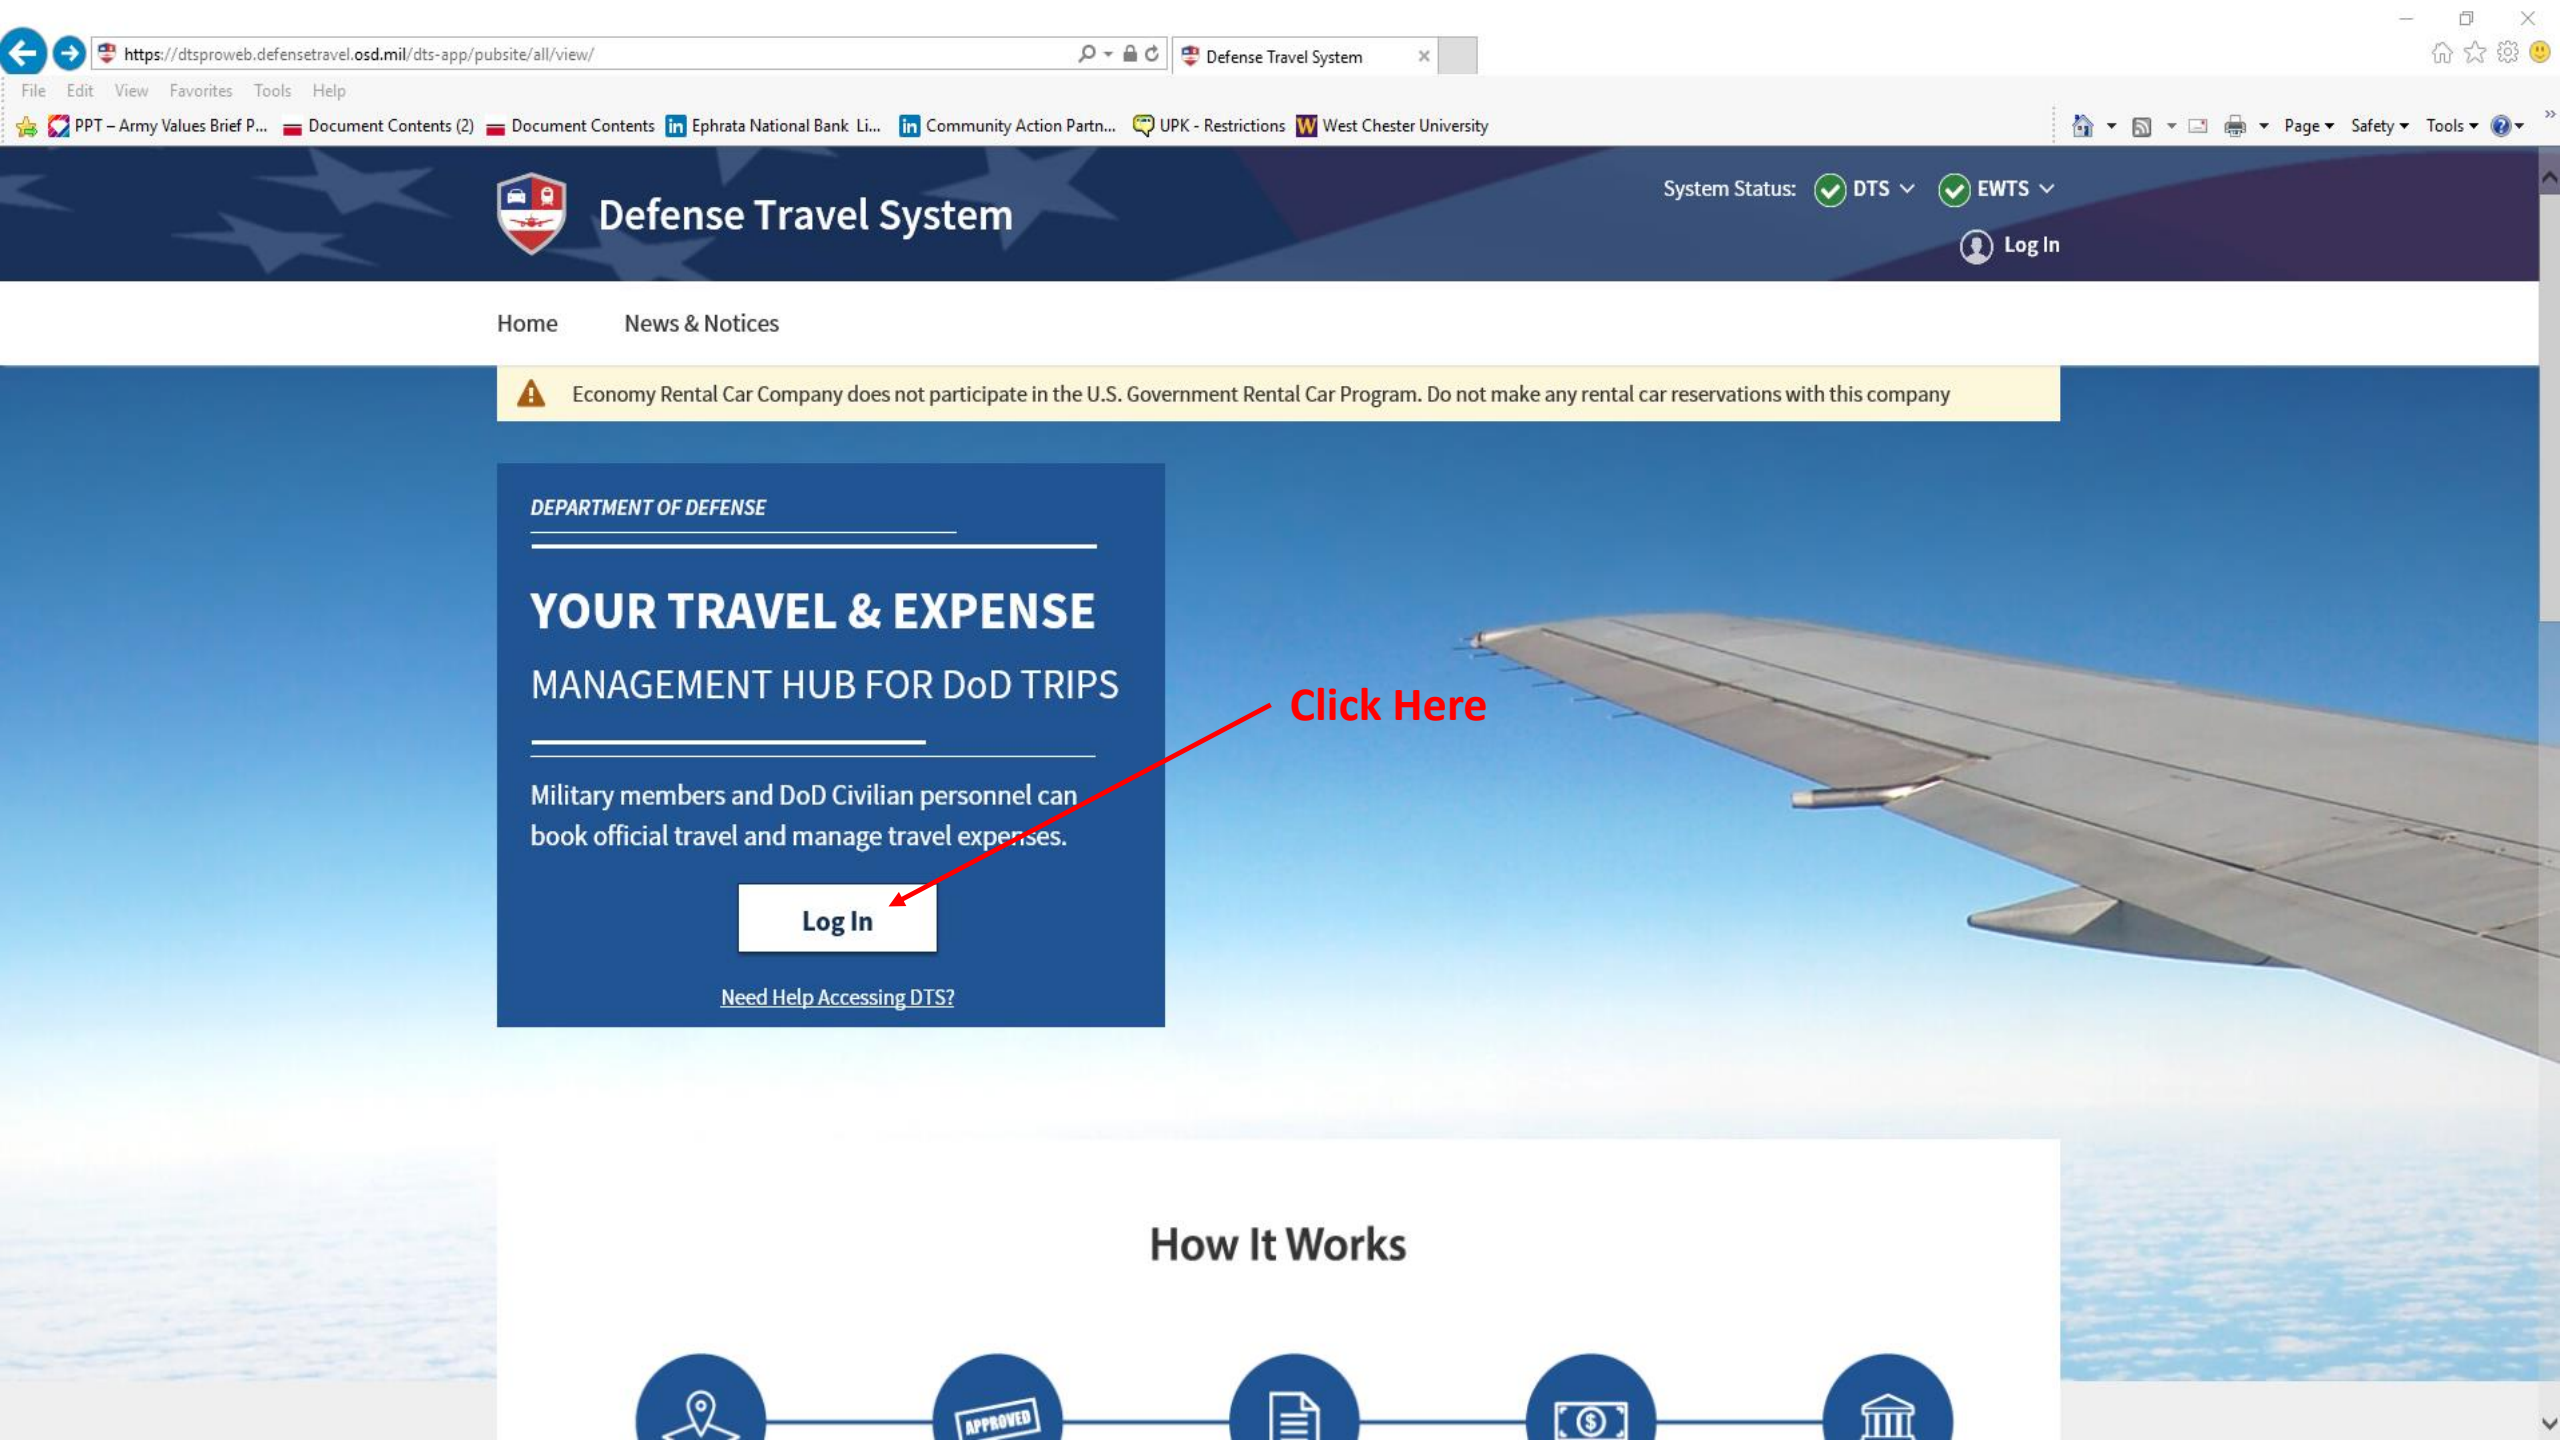 https://dtsproweb.defensetravel.osd.mil/dts-app/pubsite/all/view/
Defense Travel System
File Edit View Favorites Tools Help
PPT – Army Values Brief P... Document Contents (2) Document Contents Ephrata National Bank Li... Community Action Partn... UPK - Restrictions West Chester University
Page Safety Tools
Defense Travel System
System Status: DTS EWTS
Log In
Home News & Notices
Economy Rental Car Company does not participate in the U.S. Government Rental Car Program. Do not make any rental car reservations with this company
DEPARTMENT OF DEFENSE
YOUR TRAVEL & EXPENSE
MANAGEMENT HUB FOR DoD TRIPS
Click Here
Military members and DoD Civilian personnel can
book official travel and manage travel expenses.
Log In
Need Help Accessing DTS?
How It Works
APPROVED